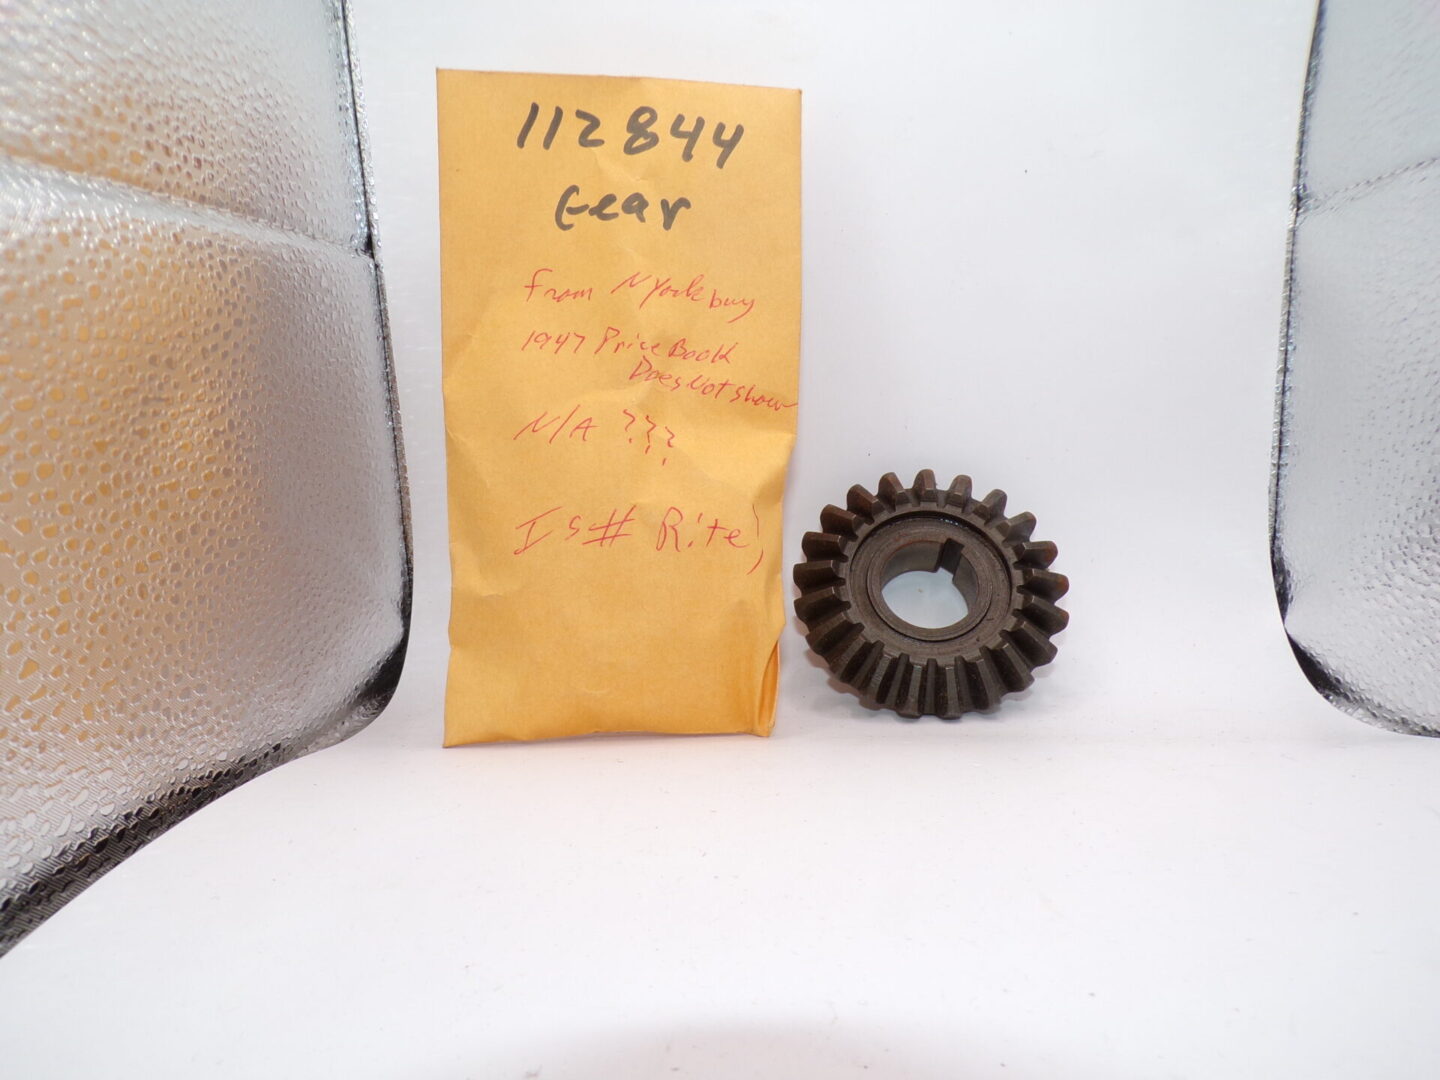 112844
Gear
from N York buy
1947 Price Book
Does Not show
N/A ???
Is # Rite?